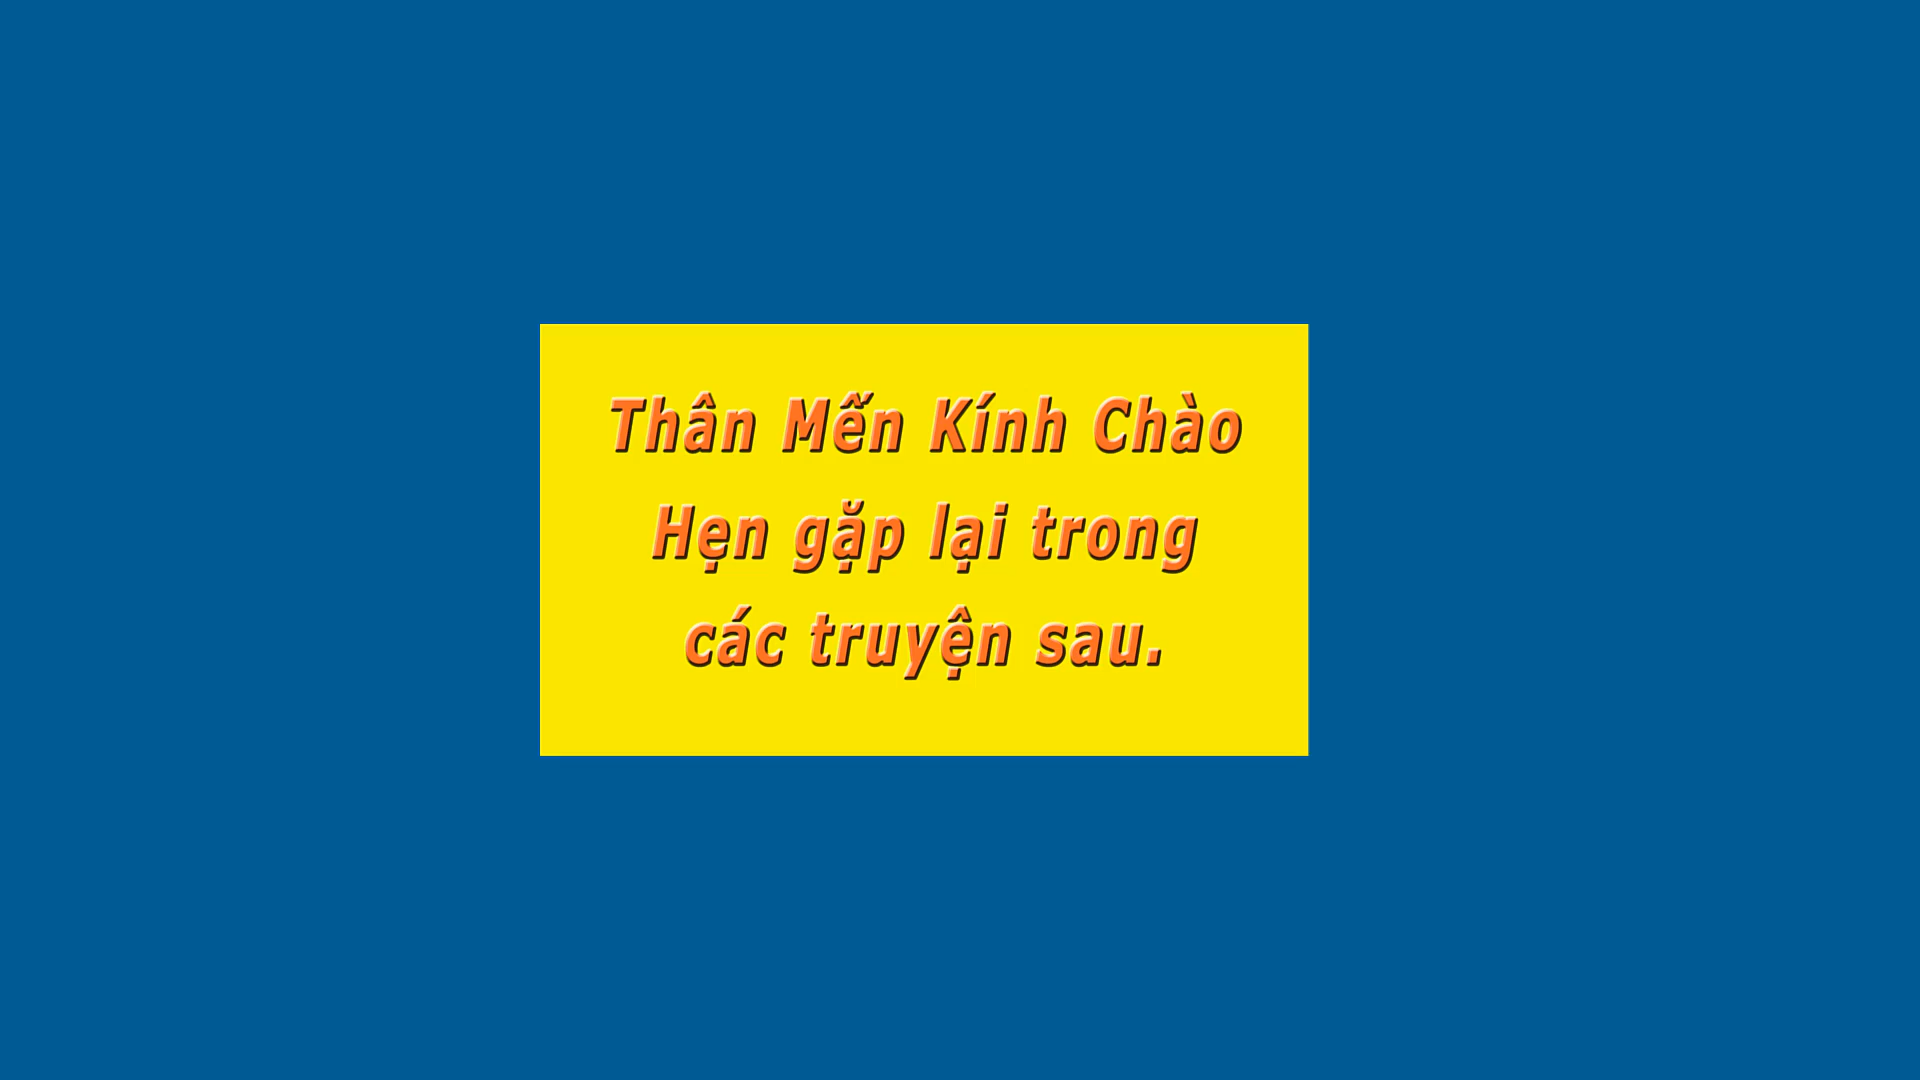 Thân Mến Kính Chào
Hẹn gặp lại trong
các truyện sau.